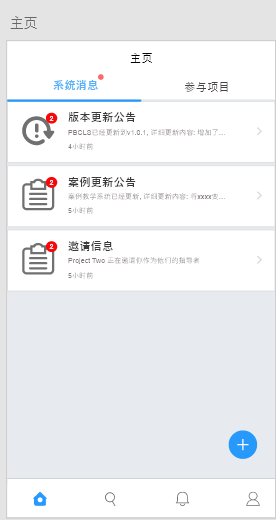 主页
主页
系统消息
参与项目
2
版本更新公告
PBCLS已经更新到v1.0.1, 详细更新内容: 增加了...
4小时前
2
案例更新公告
案例教学系统已经更新, 详细更新内容: 将xxxx改...
5小时前
2
邀请信息
Project Two 正在邀请你作为他们的指导者
5小时前